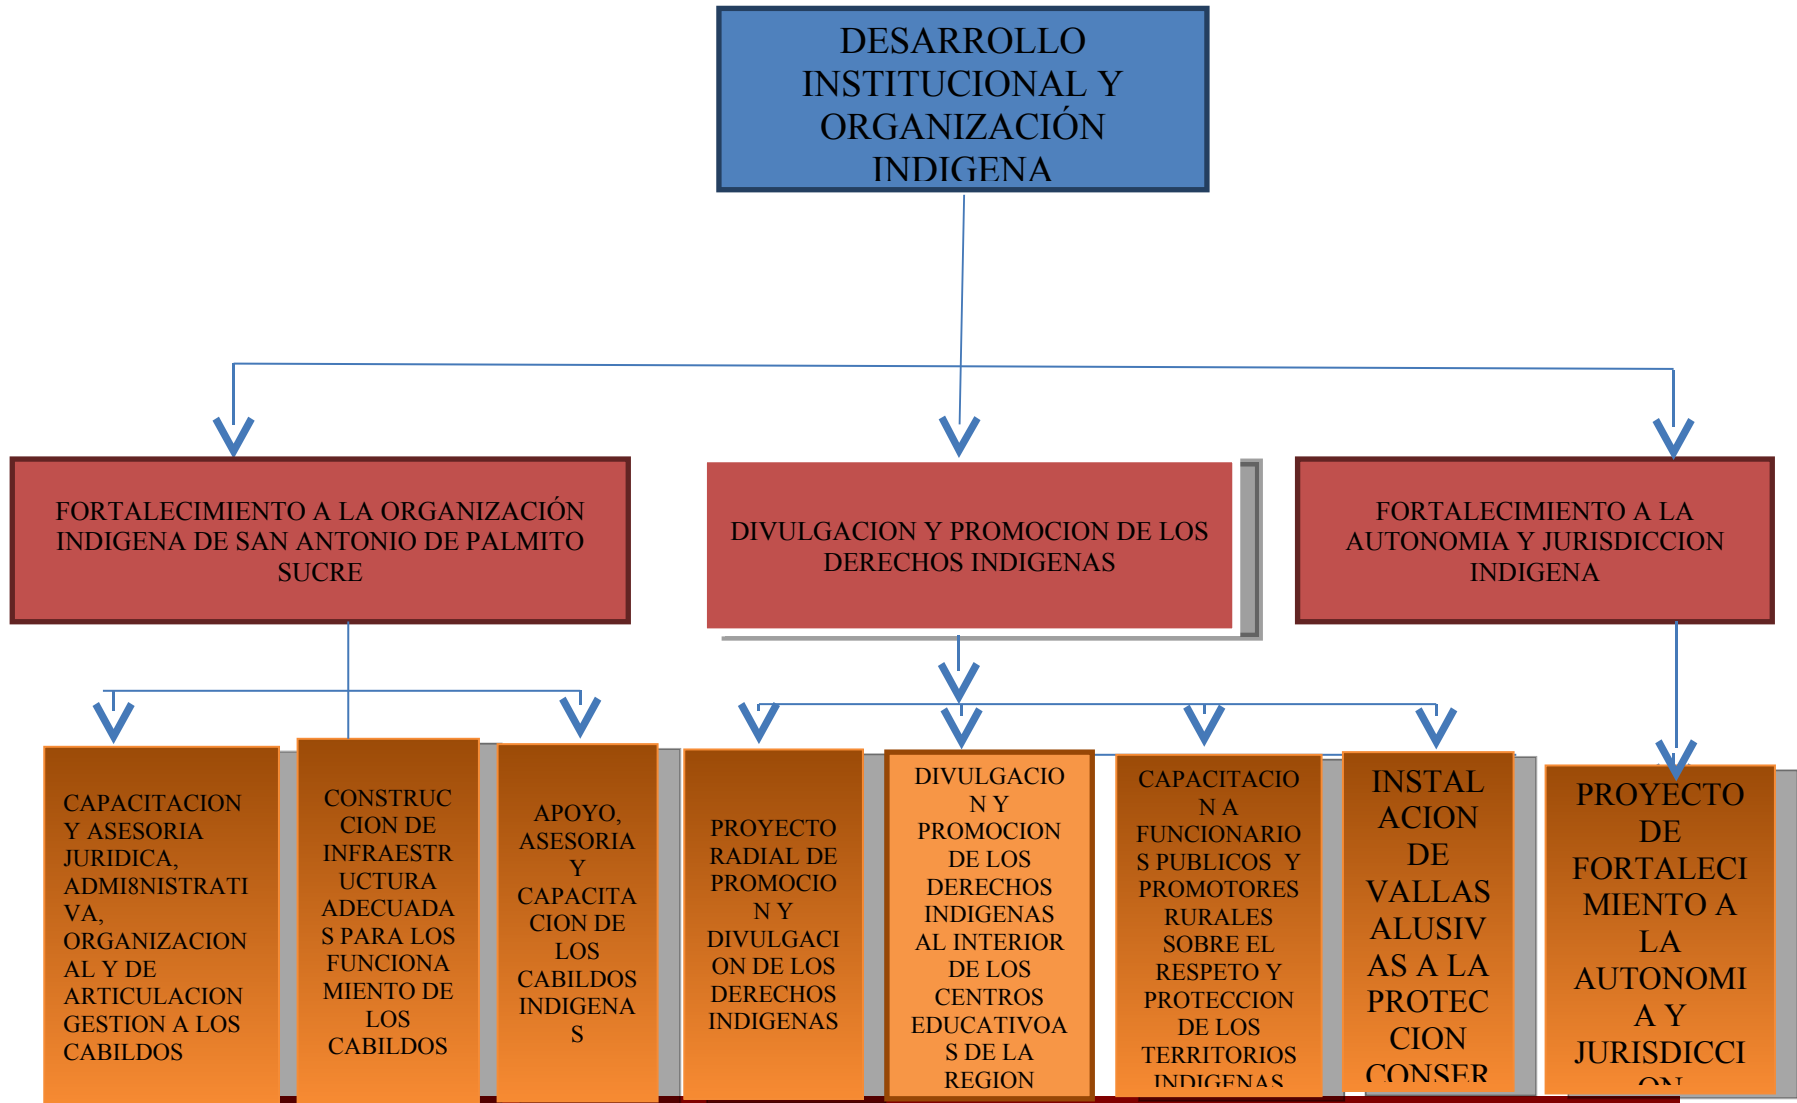 DESARROLLO
INSTITUCIONAL Y
ORGANIZACIÓN
INDIGENA
FORTALECIMIENTO A LA ORGANIZACIÓN
INDIGENA DE SAN ANTONIO DE PALMITO
SUCRE
DIVULGACION Y PROMOCION DE LOS
DERECHOS INDIGENAS
FORTALECIMIENTO A LA
AUTONOMIA Y JURISDICCION
INDIGENA
CAPACITACION
Y ASESORIA
JURIDICA,
ADMI8NISTRATI
VA,
ORGANIZACION
AL Y DE
ARTICULACION
GESTION A LOS
CABILDOS
CONSTRUC
CION DE
INFRAESTR
UCTURA
ADECUADA
S PARA LOS
FUNCIONA
MIENTO DE
LOS
CABILDOS
APOYO,
ASESORIA
Y
CAPACITA
CION DE
LOS
CABILDOS
INDIGENA
S
PROYECTO
RADIAL DE
PROMOCIO
N Y
DIVULGACI
ON DE LOS
DERECHOS
INDIGENAS
DIVULGACIO
N Y
PROMOCION
DE LOS
DERECHOS
INDIGENAS
AL INTERIOR
DE LOS
CENTROS
EDUCATIVOA
S DE LA
REGION
CAPACITACIO
N A
FUNCIONARIO
S PUBLICOS Y
PROMOTORES
RURALES
SOBRE EL
RESPETO Y
PROTECCION
DE LOS
TERRITORIOS
INDIGENAS
INSTAL
ACION
DE
VALLAS
ALUSIV
AS A LA
PROTEC
CION
CONSER
PROYECTO
DE
FORTALECI
MIENTO A
LA
AUTONOMI
A Y
JURISDICCI
ON